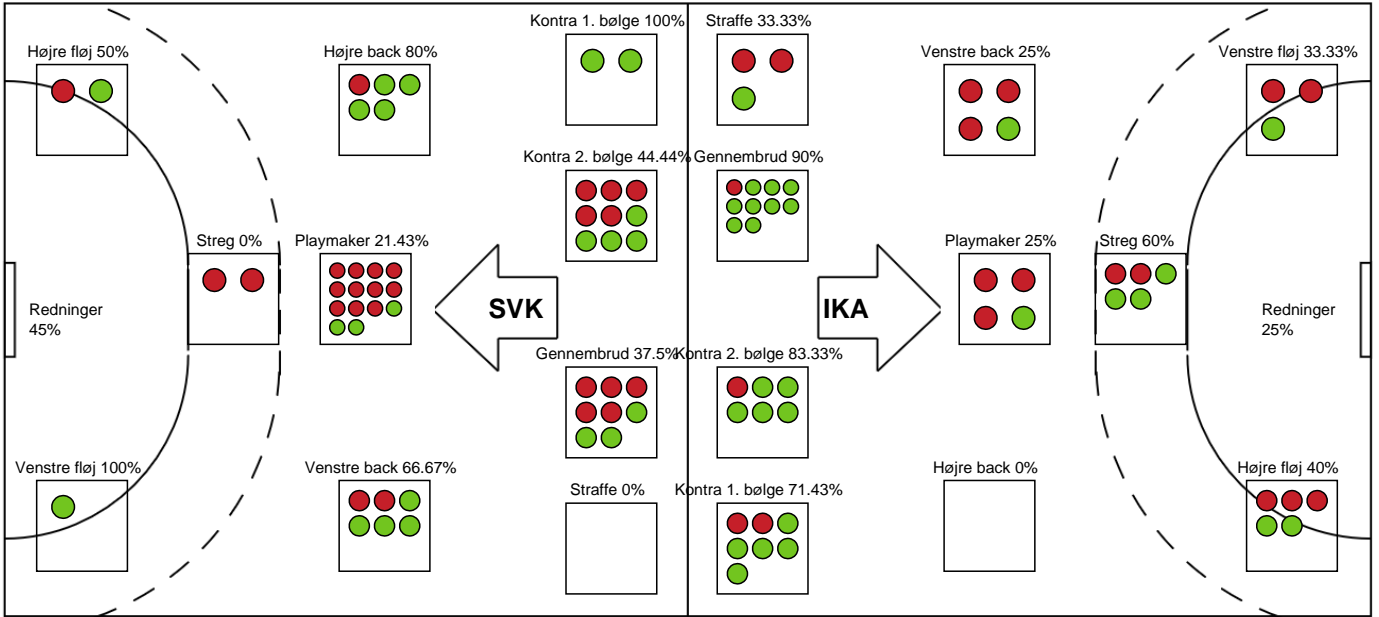 Kontra 1. bølge 100%
Straffe 33.33%
Højre fløj 50%
Højre back 80%
Venstre back 25%
Venstre fløj 33.33%
Kontra 2. bølge 44.44%
Gennembrud 90%
Streg 0%
Playmaker 21.43%
Playmaker 25%
Streg 60%
Redninger
45%
SVK
IKA
Redninger
25%
Gennembrud 37.5%
Kontra 2. bølge 83.33%
Venstre fløj 100%
Venstre back 66.67%
Straffe 0%
Kontra 1. bølge 71.43%
Højre back 0%
Højre fløj 40%